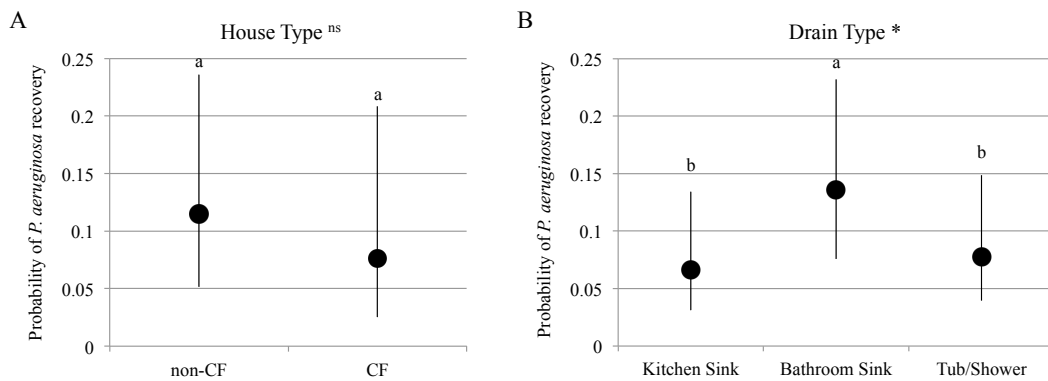 A
House Type ns
Probability of P. aeruginosa recovery
0.25
0.2
0.15
0.1
0.05
0
a
a
non-CF
CF
B
Drain Type *
Probability of P. aeruginosa recovery
0.25
0.2
0.15
0.1
0.05
0
b
a
b
Kitchen Sink
Bathroom Sink
Tub/Shower